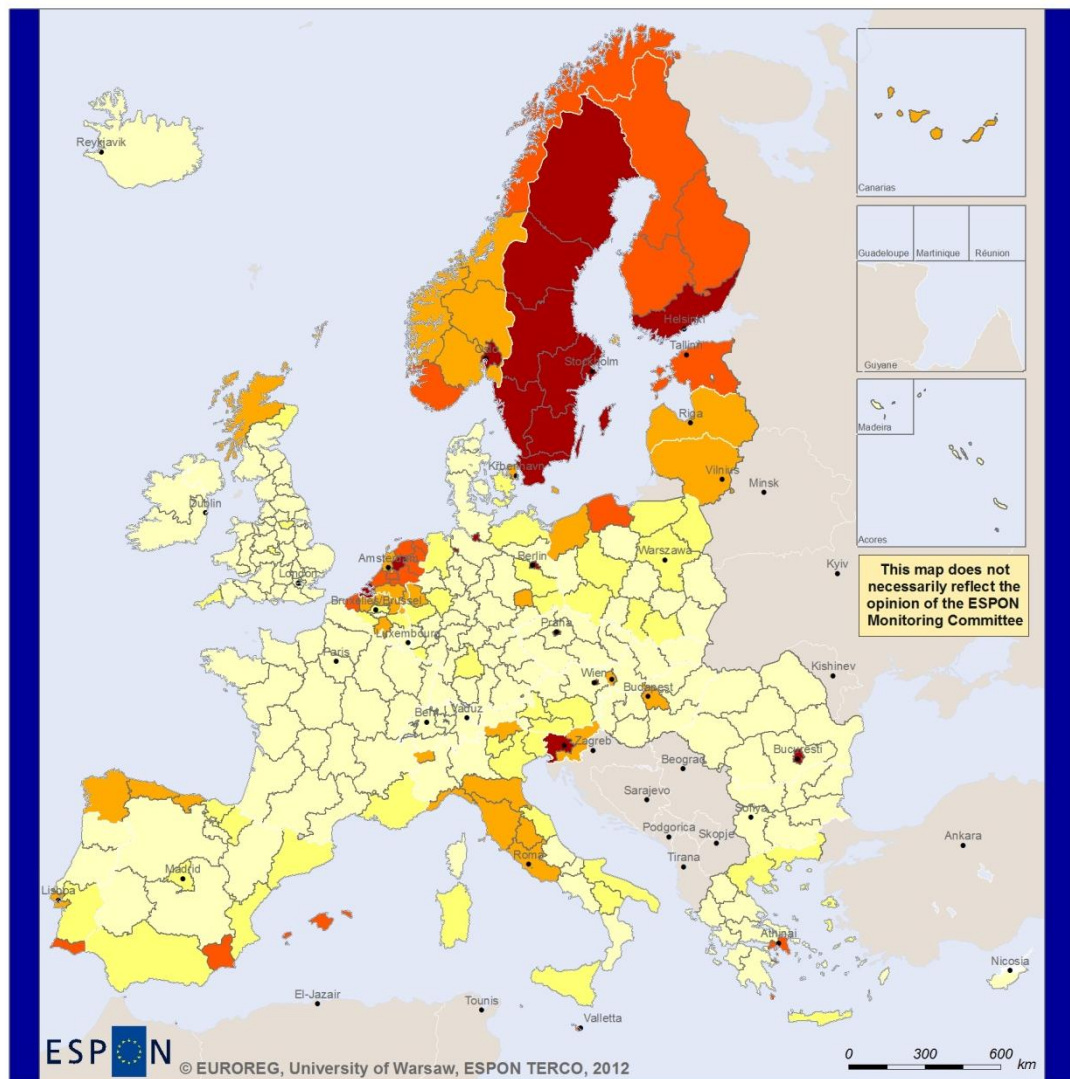 Reykjavik
Canarias
Guadeloupe
Martinique
Réunion
Guyane
Madeira
Acores
Helsinki
Tallinn
Stockholm
Oslo
Riga
Vilnius
Minsk
København
Dublin
London
Amsterdam
Berlin
Warszawa
Kyiv
This map does not
necessarily reflect the
opinion of the ESPON
Monitoring Committee
Bruxelles/Brussel
Luxembourg
Praha
Paris
Wien
Kishinev
Budapest
Bern
Vaduz
Zagreb
Bucuresti
Beograd
Sarajevo
Sofiya
Podgorica
Skopje
Ankara
Tirana
Roma
Madrid
Lisboa
Athinai
Nicosia
El-Jazair
Tounis
Valletta
ESPON
© EUROREG, University of Warsaw, ESPON TERCO, 2012
0 300 600 km